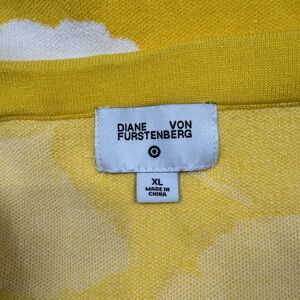 DIANE VON
FURSTENBERG
XL
MADE IN
CHINA